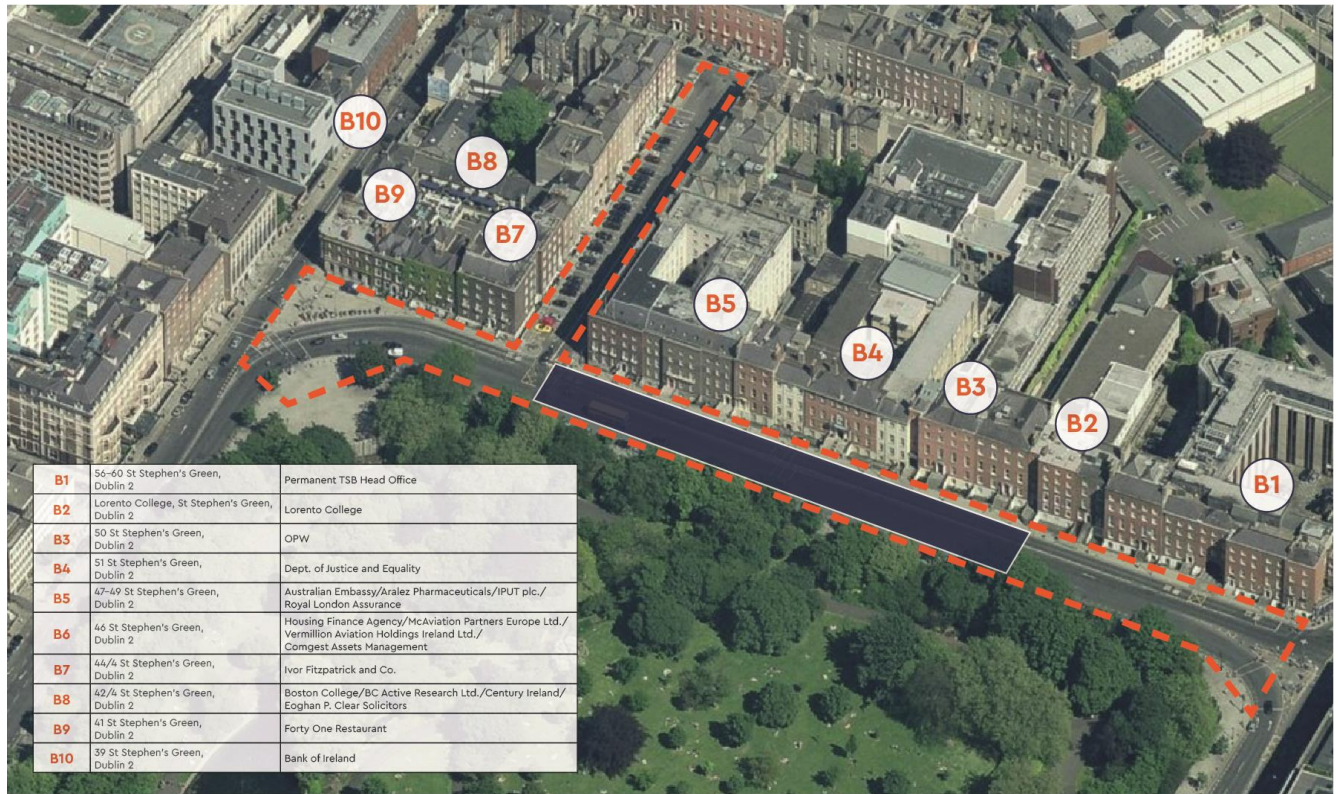 B10
B8
B9
B7
B5
B4
B3
B2
B1
B1 56-60 St Stephen's Green, Permanent TSB Head Office
Dublin 2
B2 Lorento College, St Stephen's Green, Lorento College
Dublin 2
B3 50 St Stephen's Green, OPW
Dublin 2
B4 51 St Stephen's Green, Dept. of Justice and Equality
Dublin 2
B5 47-49 St Stephen's Green, Australian Embassy/Aralez Pharmaceuticals/IPUT plc./
Dublin 2 Royal London Assurance
B6 46 St Stephen's Green, Housing Finance Agency/McAviation Partners Europe Ltd./
Dublin 2 Vermillion Aviation Holdings Ireland Ltd./
Comgest Assets Management
B7 44/4 St Stephen's Green, Ivor Fitzpatrick and Co.
Dublin 2
B8 42/4 St Stephen's Green, Boston College/BC Active Research Ltd./Century Ireland/
Dublin 2 Eoghan P. Clear Solicitors
B9 41 St Stephen's Green, Forty One Restaurant
Dublin 2
B10 39 St Stephen's Green, Bank of Ireland
Dublin 2